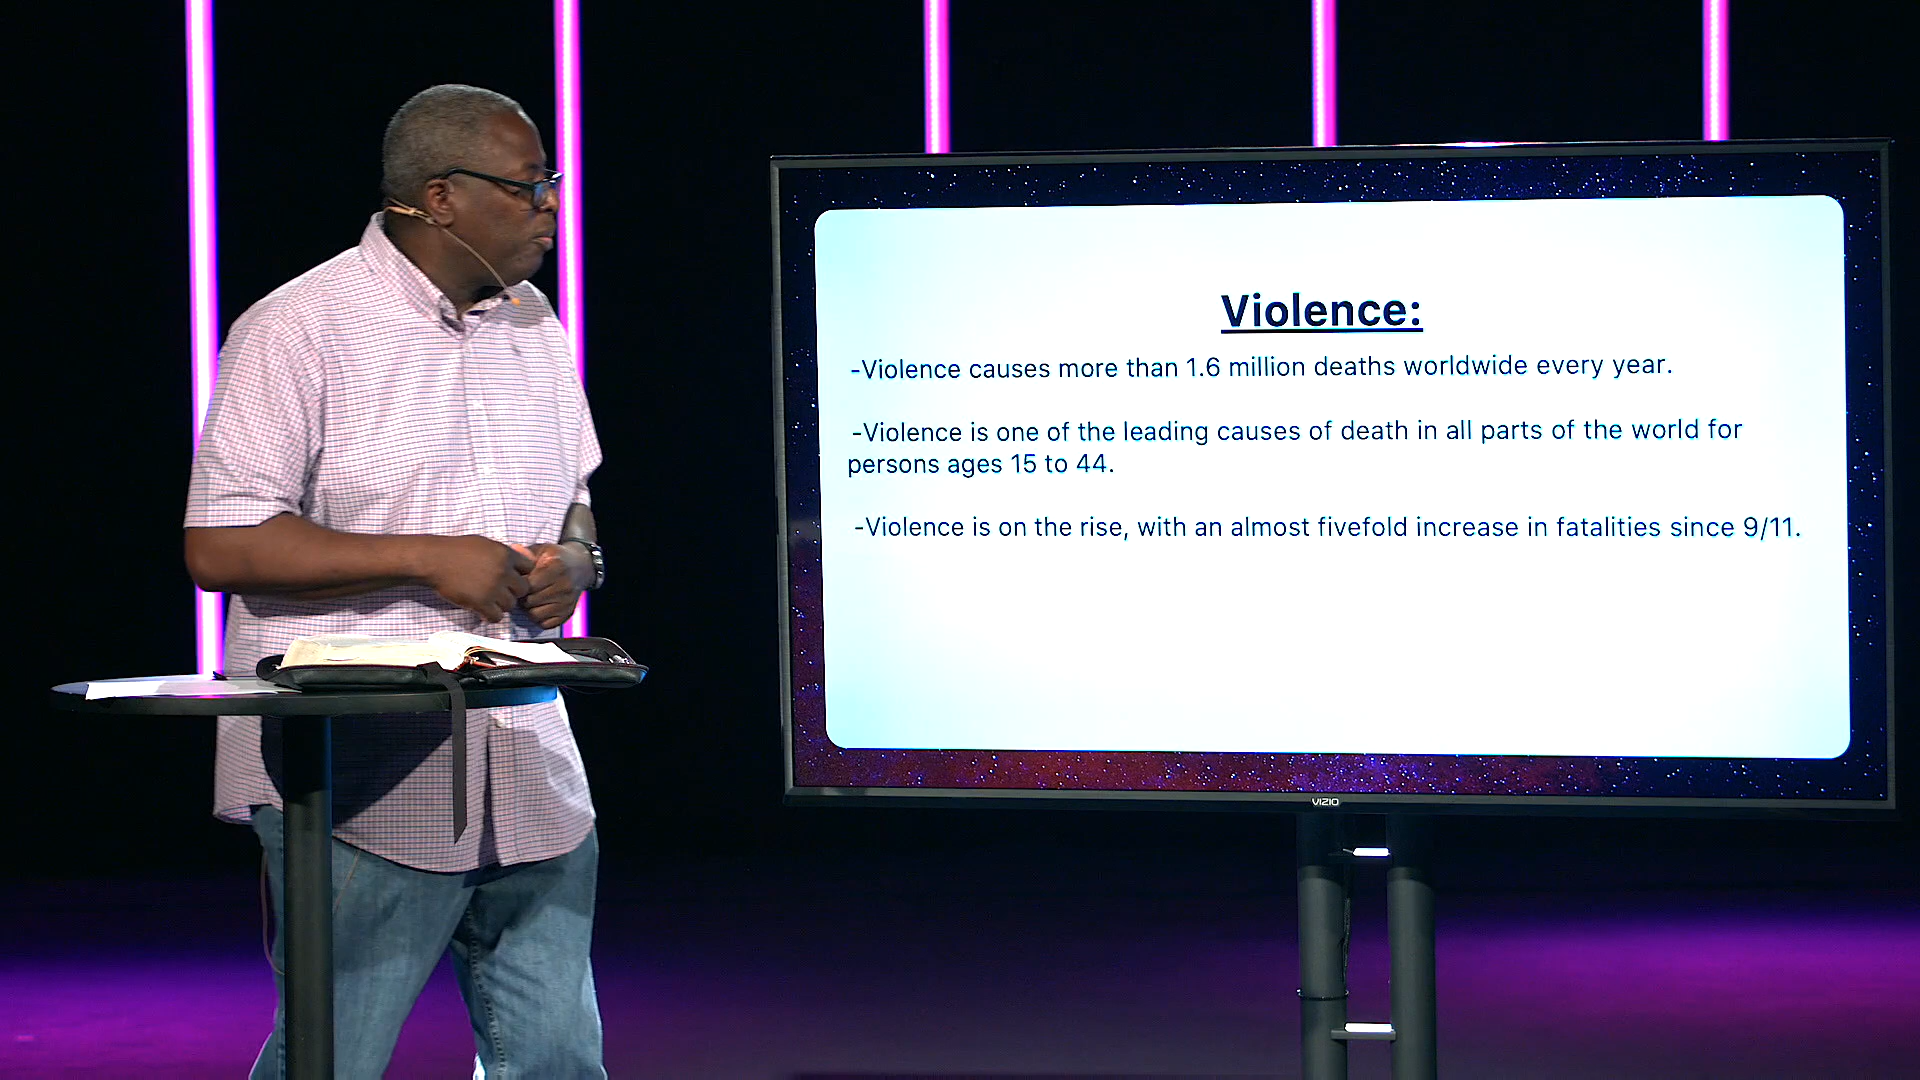 Violence:
-Violence causes more than 1.6 million deaths worldwide every year.
-Violence is one of the leading causes of death in all parts of the world for
persons ages 15 to 44.
-Violence is on the rise, with an almost fivefold increase in fatalities since 9/11.
VIZIO